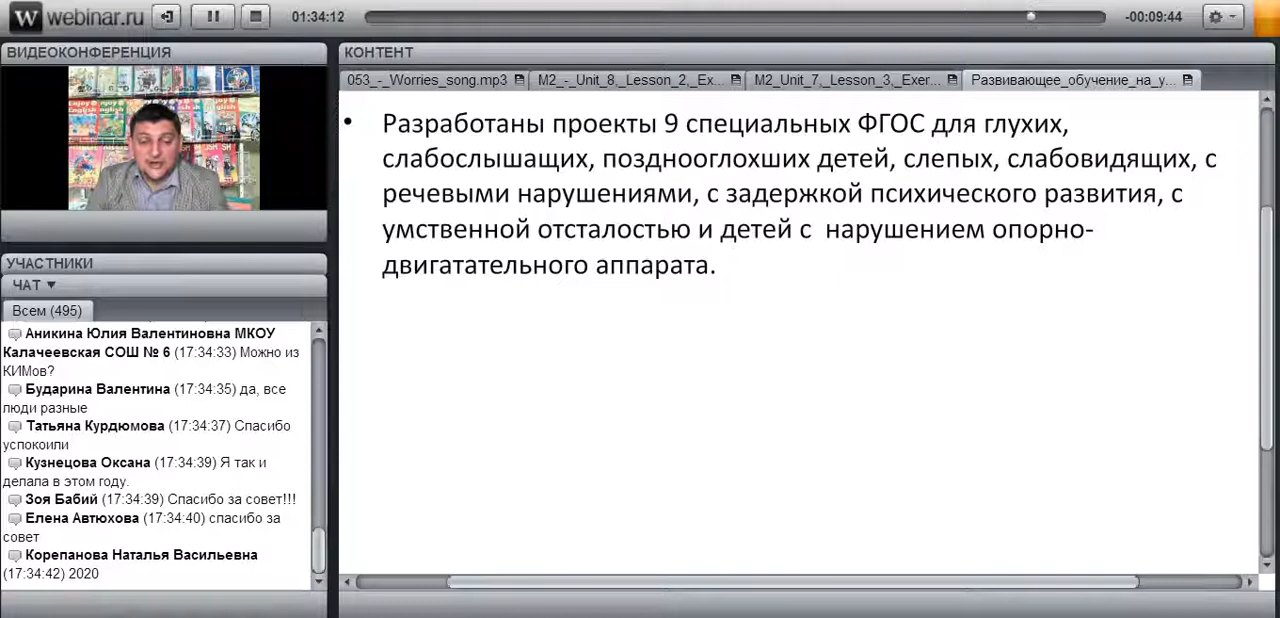 webinar.ru
01:34:12
-00:09:44
ВИДЕОКОНФЕРЕНЦИЯ
УЧАСТНИКИ
ЧАТ
Всем (495)
Аникина Юлия Валентиновна МКОУ
Калачеевская СОШ № 6 (17:34:33) Можно из
КИМов?
Бударина Валентина (17:34:35) да, все
люди разные
Татьяна Курдюмова (17:34:37) Спасибо
успокоили
Кузнецова Оксана (17:34:39) Я так и
делала в этом году.
Зоя Бабий (17:34:39) Спасибо за совет!!!
Елена Автюхова (17:34:40) спасибо за
совет
Корепанова Наталья Васильевна
(17:34:42) 2020
КОНТЕНТ
053_-_Worries_song.mp3
M2_-_Unit_8,_Lesson_2,_Ex...
M2_Unit_7,_Lesson_3,_Exer...
Развивающее_обучение_на_у...
• Разработаны проекты 9 специальных ФГОС для глухих,
слабослышащих, позднооглохших детей, слепых, слабовидящих, с
речевыми нарушениями, с задержкой психического развития, с
умственной отсталостью и детей с нарушением опорно-
двигатательного аппарата.